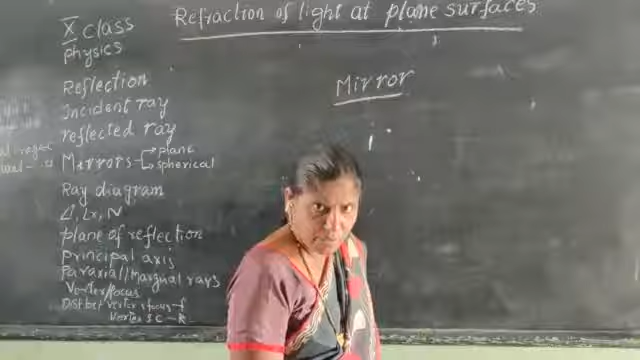 Refraction of light at plane surfaces
X class
physics
Mirror
Reflection
Incident ray
reflected ray
Mirrors - plane
spherical
Ray diagram
∠i, ∠r, N
plane of reflection
principal axis
paraxial/Marginal rays
Vertex/focus
Dist bet vertex & focus - f
Vertex & C - R